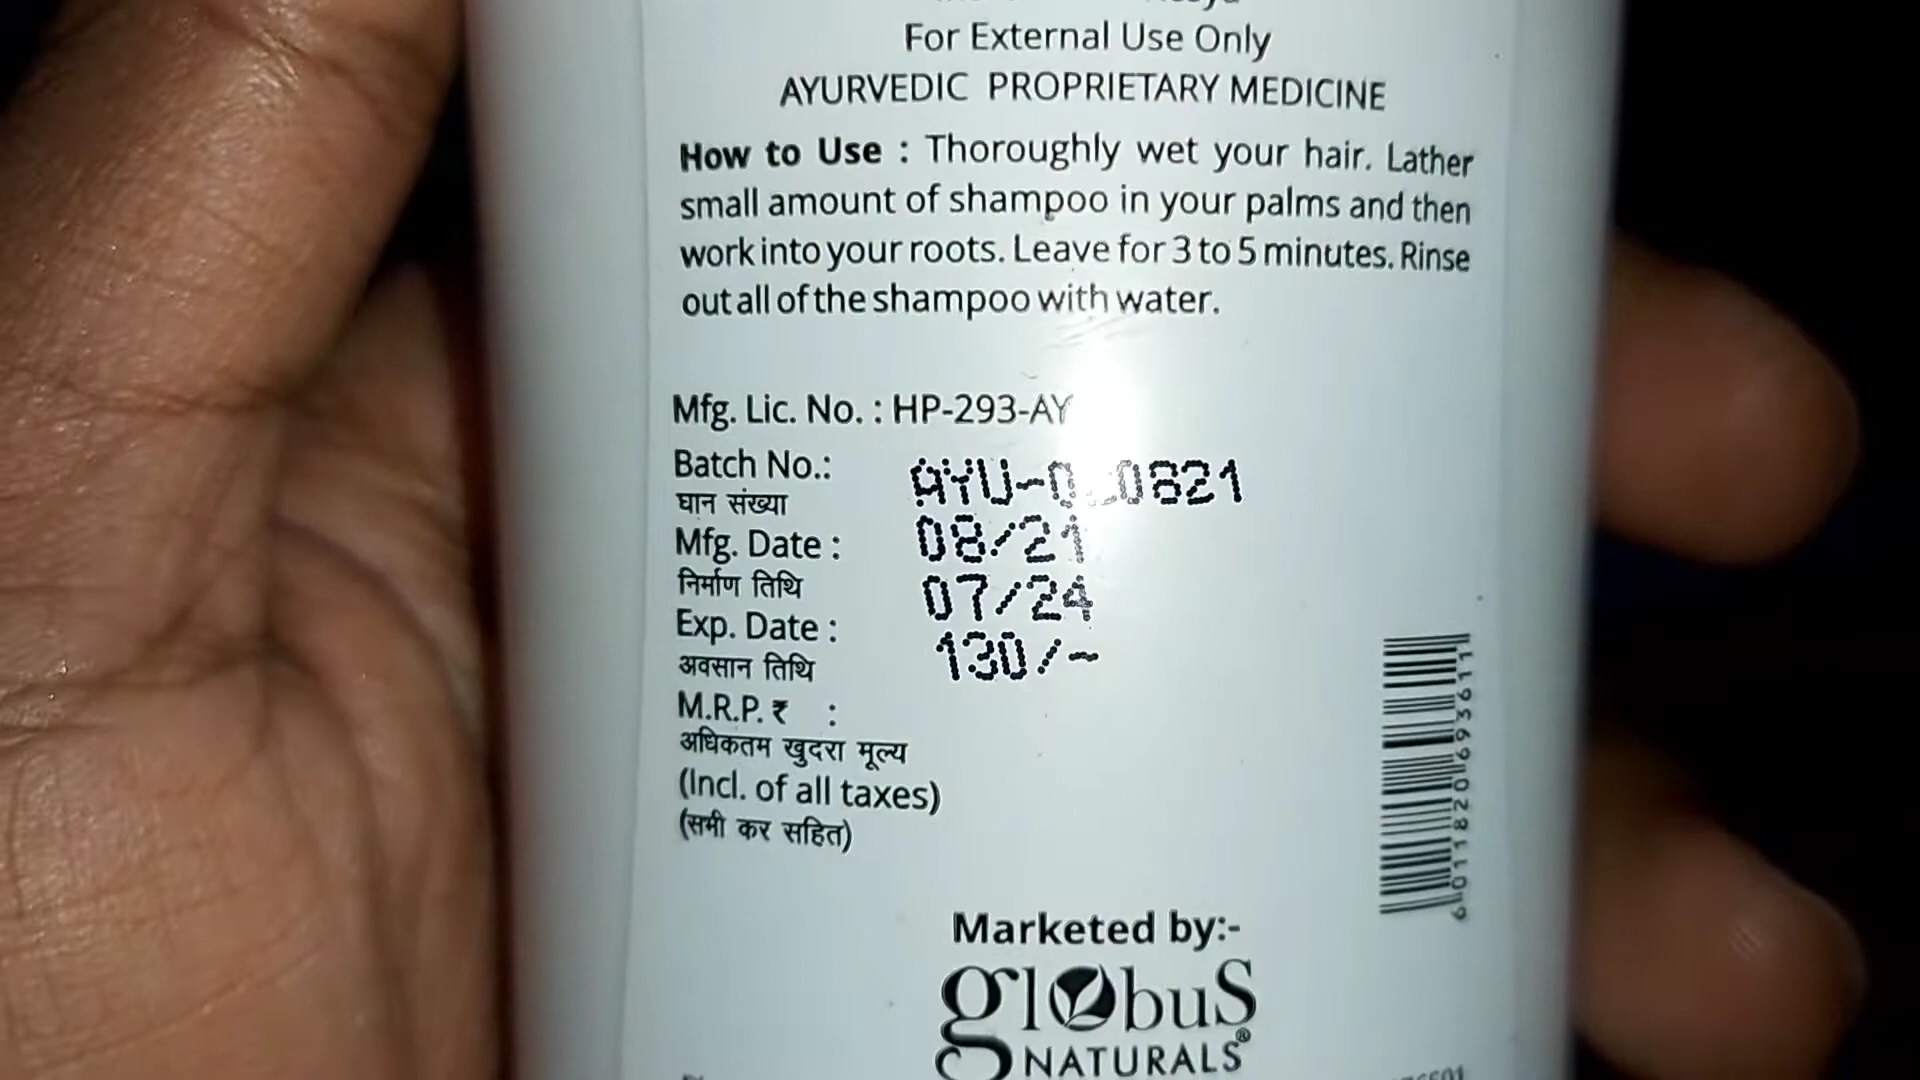 For External Use Only
AYURVEDIC PROPRIETARY MEDICINE
How to Use : Thoroughly wet your hair. Lather
small amount of shampoo in your palms and then
work into your roots. Leave for 3 to 5 minutes. Rinse
out all of the shampoo with water.
Mfg. Lic. No. : HP-293-AY
Batch No.:
घान संख्या
08/21
Mfg. Date :
निर्माण तिथि
07/24
Exp. Date :
130/-
अवसान तिथि
M.R.P. ₹ :
अधिकतम खुदरा मूल्य
(Incl. of all taxes)
(सभी कर सहित)
6011820693611
Marketed by:-
globus
NATURALS®